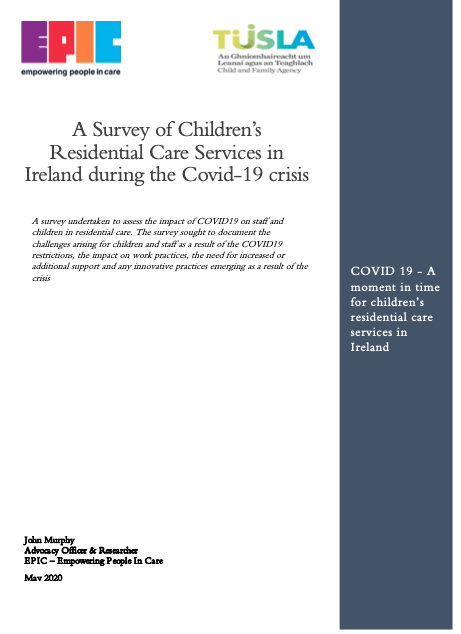 EPIC
empowering people in care
TUSLA
An Ghníomhaireacht um
Leanaí agus an Teaghlach
Child and Family Agency
A Survey of Children's
Residential Care Services in
Ireland during the Covid-19 crisis
A survey undertaken to assess the impact of COVID19 on staff and
children in residential care. The survey sought to document the
challenges arising for children and staff as a result of the COVID19
restrictions, the impact on work practices, the need for increased or
additional support and any innovative practices emerging as a result of the
crisis
COVID 19 - A
moment in time
for children's
residential care
services in
Ireland
John Murphy
Advocacy Officer & Researcher
EPIC – Empowering People In Care
May 2020